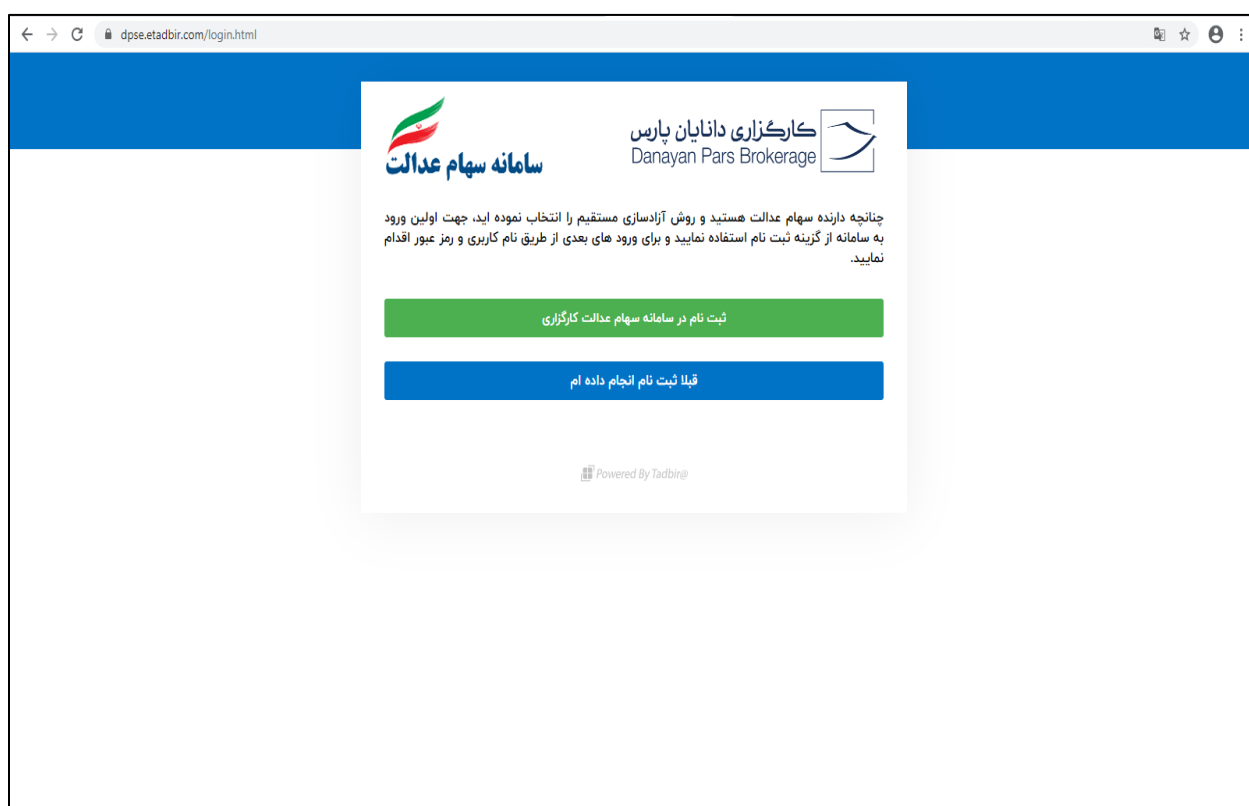 dpse.etadbir.com/login.html
کارگزاری دانایان پارس
Danayan Pars Brokerage
سامانه سهام عدالت
چنانچه دارنده سهام عدالت هستید و روش آزادسازی مستقیم را انتخاب نموده اید، جهت اولین ورود
به سامانه از گزینه ثبت نام استفاده نمایید و برای ورود های بعدی از طریق نام کاربری و رمز عبور اقدام
نمایید.
ثبت نام در سامانه سهام عدالت کارگزاری
قبلا ثبت نام انجام داده ام
Powered By Tadbir@